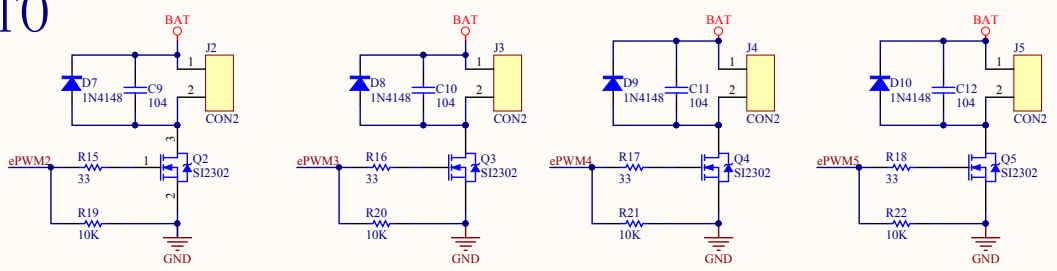 BAT
J2
1
D7
C9
1N4148
2
104
CON2
3
ePWM2
R15
1
Q2
33
SI2302
2
R19
10K
GND
BAT
J3
1
D8
C10
1N4148
2
104
CON2
ePWM3
R16
Q3
33
SI2302
R20
10K
GND
BAT
J4
1
D9
C11
1N4148
2
104
CON2
ePWM4
R17
Q4
33
SI2302
R21
10K
GND
BAT
J5
1
D10
C12
1N4148
2
104
CON2
ePWM5
R18
Q5
33
SI2302
R22
10K
GND